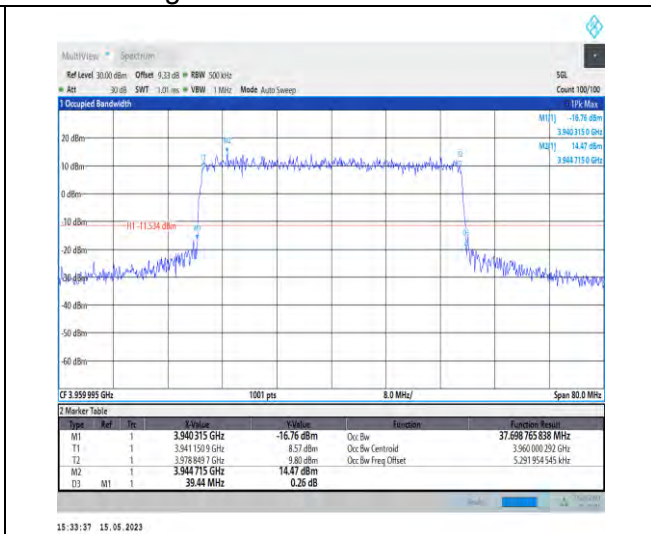 MultiView Spectrum
Ref Level 30.00 dBm Offset 9.33 dB RBW 500 kHz SGL
Att 30 dB SWT 1.01 ms VBW 1 MHz Mode Auto Sweep Count 100/100
1 Occupied Bandwidth 1Pk Max
M1[1] -16.76 dBm
3.940 315 0 GHz
20 dBm M2[1] 14.47 dBm
3.944 715 0 GHz
10 dBm
0 dBm
-10 dBm
H1 -11.534 dBm
-20 dBm
-30 dBm
-40 dBm
-50 dBm
-60 dBm
CF 3.959 995 GHz 1001 pts 8.0 MHz/ Span 80.0 MHz
2 Marker Table
Type Ref Trc X-Value Y-Value Function Function Result
M1 1 3.940 315 GHz -16.76 dBm Occ Bw 37.698 765 838 MHz
T1 1 3.941 150 9 GHz 8.57 dBm Occ Bw Centroid 3.960 000 292 GHz
T2 1 3.978 849 7 GHz 9.80 dBm Occ Bw Freq Offset 5.291 954 545 kHz
M2 1 3.944 715 GHz 14.47 dBm
D3 M1 1 39.44 MHz 0.26 dB
15:33:37 15.05.2023